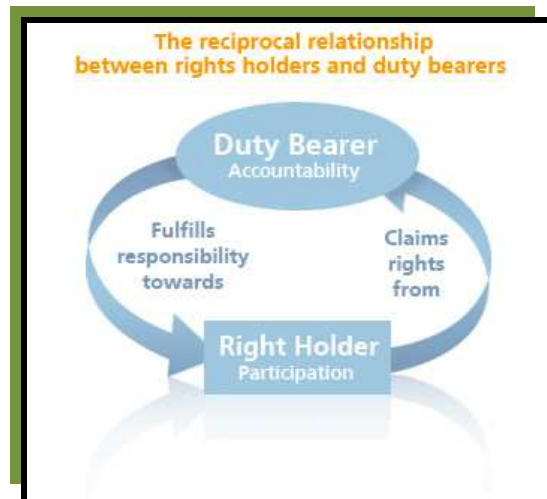 The reciprocal relationship
between rights holders and duty bearers
Duty Bearer
Accountability
Fulfills
responsibility
towards
Claims
rights
from
Right Holder
Participation